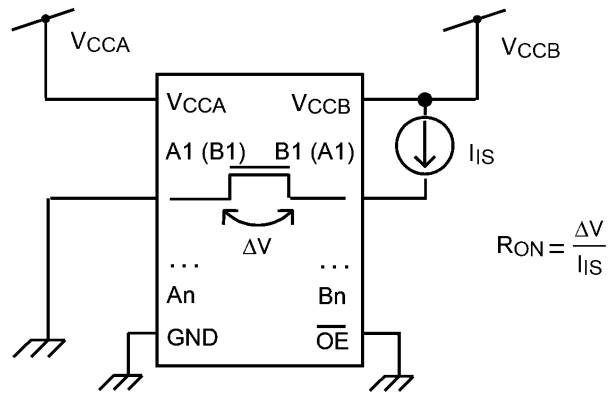 VCCA
VCCB
VCCA VCCB
A1 (B1) B1 (A1)
IIS
ΔV
RON = ΔV / IIS
... ...
An Bn
GND OE